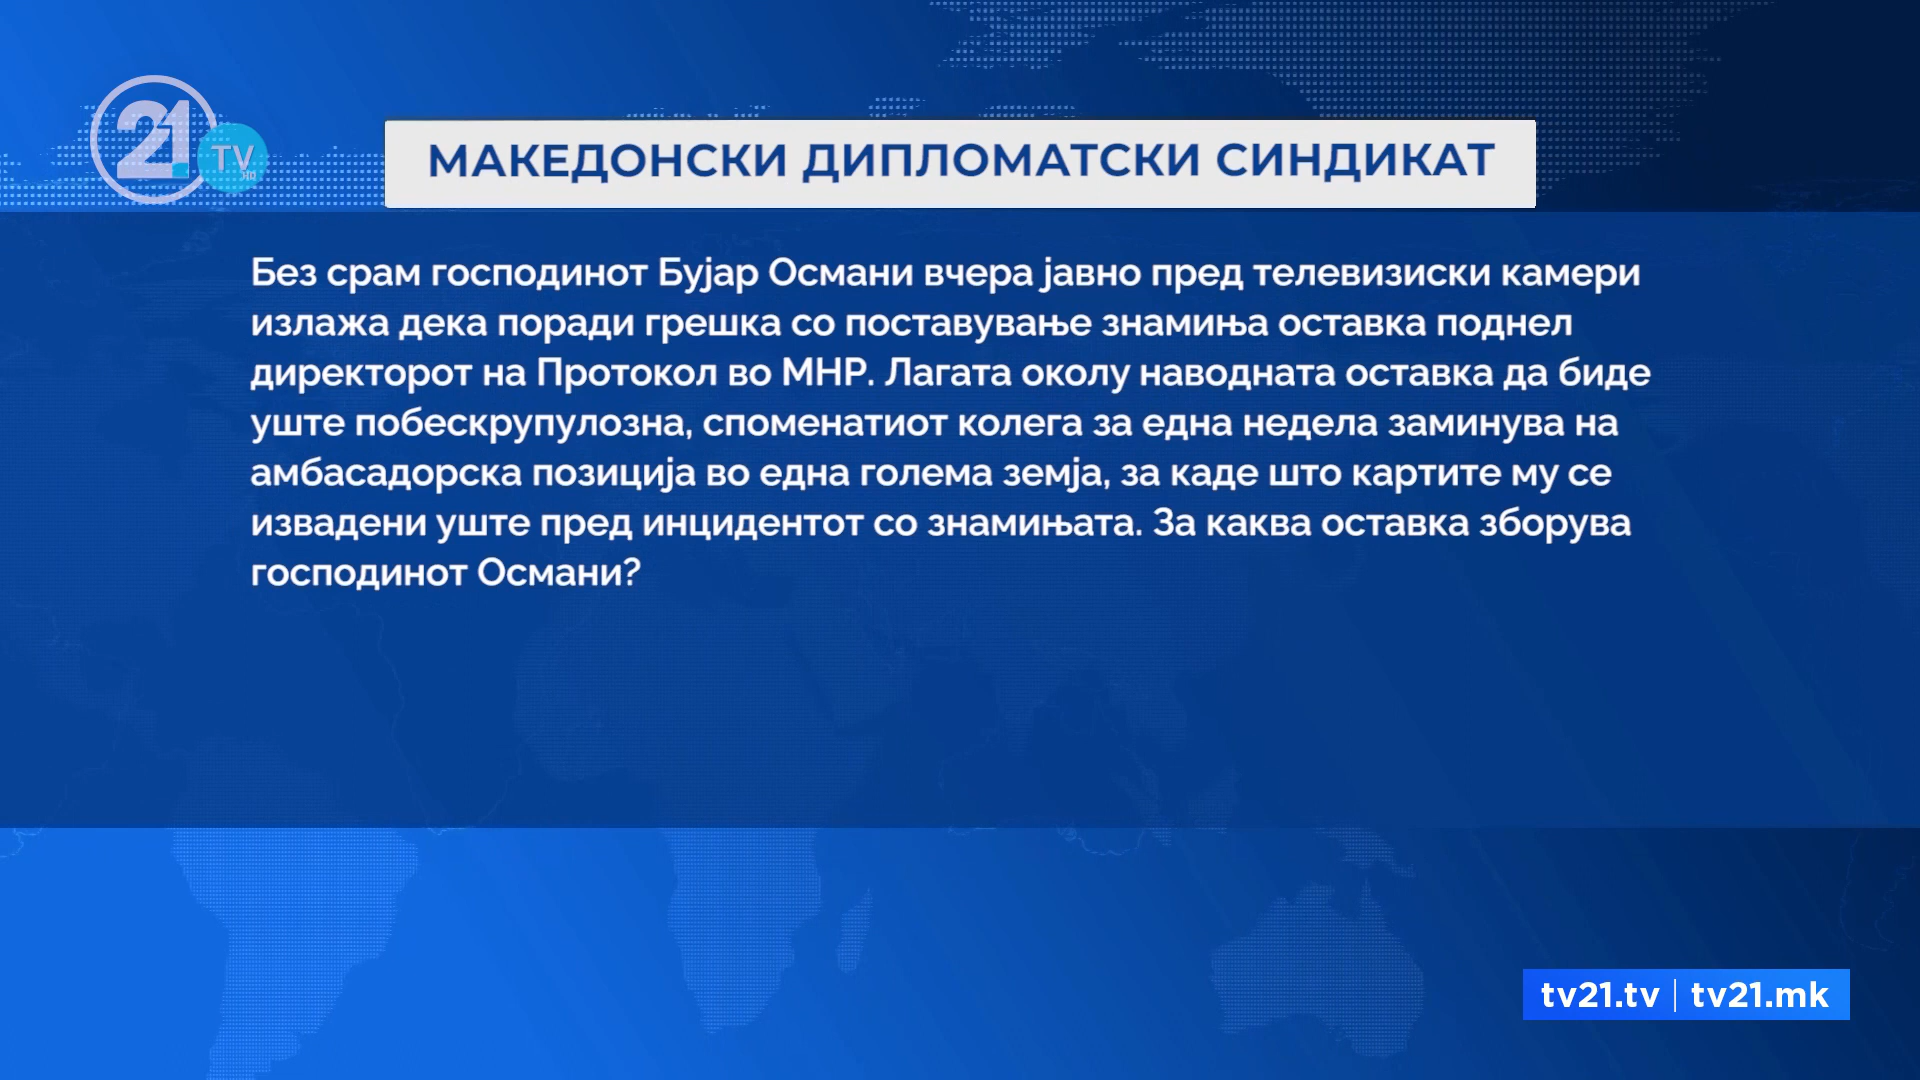 21 TV HD
МАКЕДОНСКИ ДИПЛОМАТСКИ СИНДИКАТ
Без срам господинот Бујар Османи вчера јавно пред телевизиски камери
излажа дека поради грешка со поставување знамиња оставка поднел
директорот на Протокол во МНР. Лагата околу наводната оставка да биде
уште побескрупулозна, споменатиот колега за една недела заминува на
амбасадорска позиција во една голема земја, за каде што картите му се
извадени уште пред инцидентот со знамињата. За каква оставка зборува
господинот Османи?
tv21.tv | tv21.mk